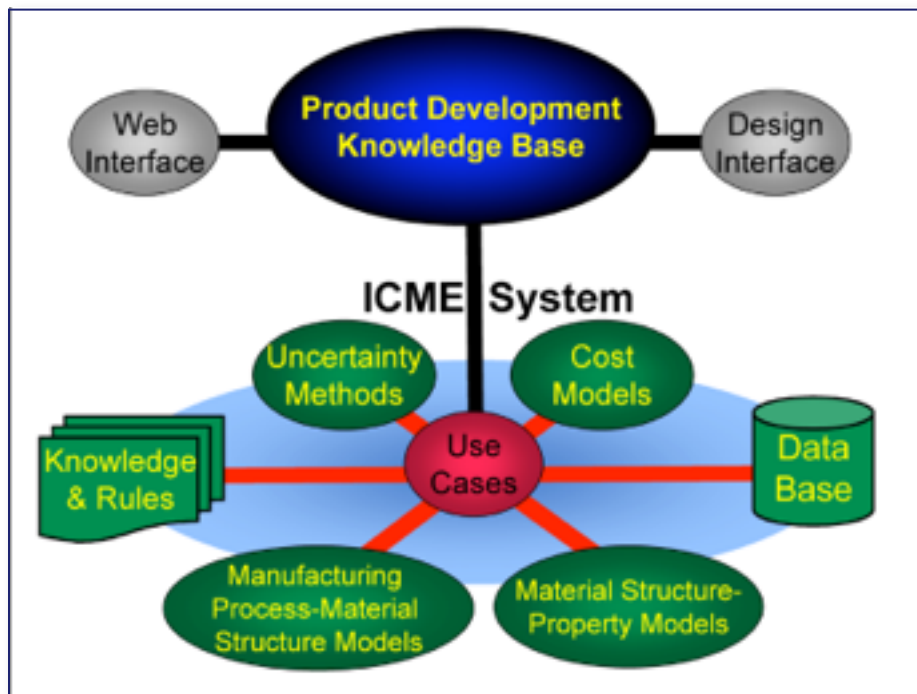 Product Development
Knowledge Base
Web
Interface
Design
Interface
ICME System
Uncertainty
Methods
Cost
Models
Knowledge
& Rules
Use
Cases
Data
Base
Manufacturing
Process-Material
Structure Models
Material Structure-
Property Models